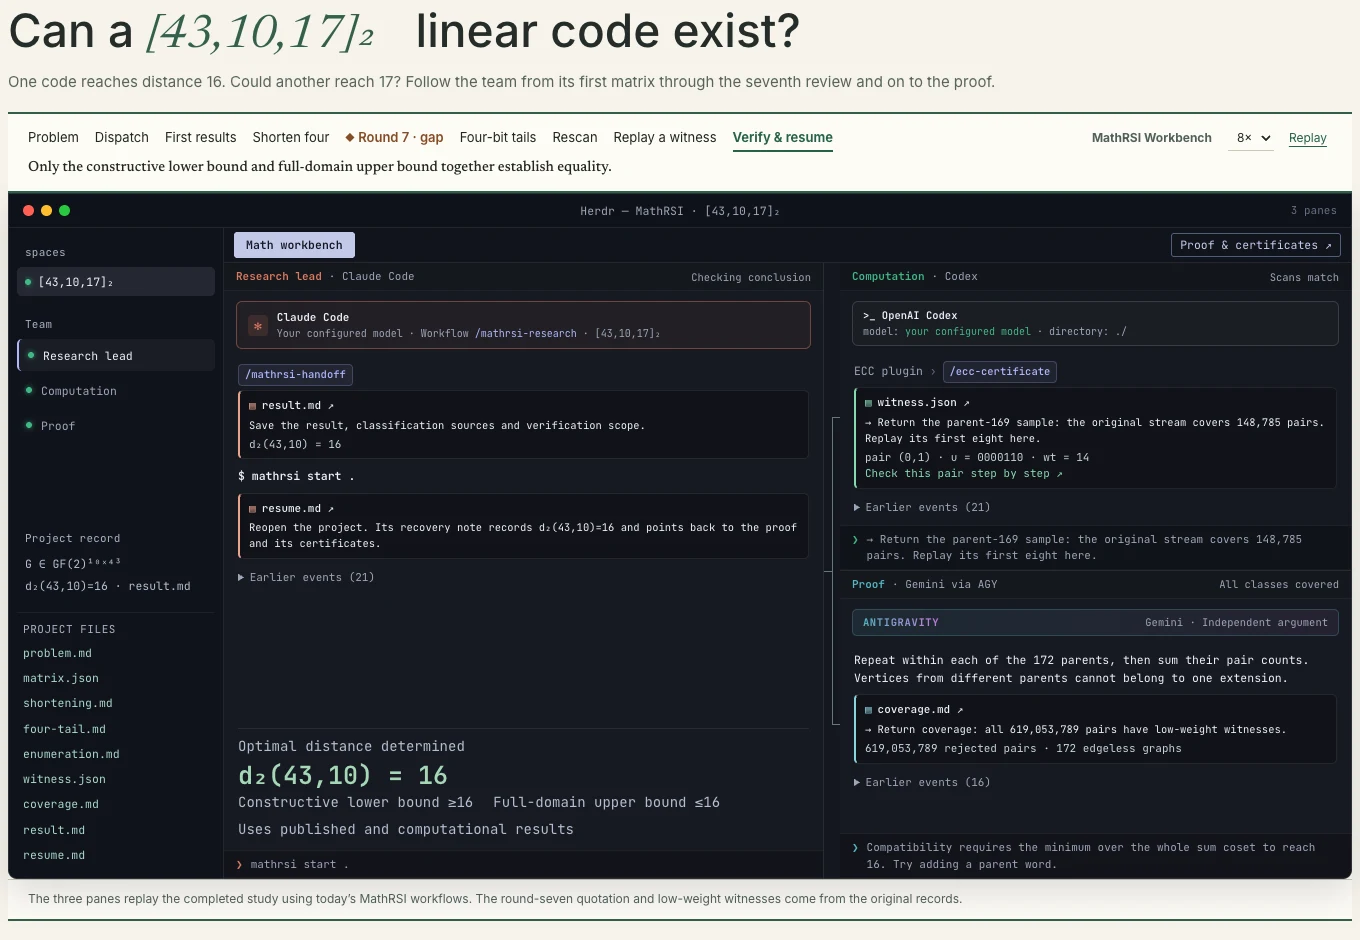 Can a [43,10,17]₂ linear code exist?
One code reaches distance 16. Could another reach 17? Follow the team from its first matrix through the seventh review and on to the proof.
Problem Dispatch First results Shorten four ◆ Round 7 · gap Four-bit tails Rescan Replay a witness Verify & resume MathRSI Workbench 8× Replay
Only the constructive lower bound and full-domain upper bound together establish equality.
Herdr — MathRSI · [43,10,17]₂
3 panes
spaces
[43,10,17]₂
Team
Research lead
Computation
Proof
Project record
G ∈ GF(2)¹⁰ˣ⁴³
d₂(43,10)=16 · result.md
PROJECT FILES
problem.md
matrix.json
shortening.md
four-tail.md
enumeration.md
witness.json
coverage.md
result.md
resume.md
Math workbench
Proof & certificates ↗
Research lead · Claude Code
Checking conclusion
Claude Code
Your configured model · Workflow /mathrsi-research · [43,10,17]₂
/mathrsi-handoff
result.md ↗
Save the result, classification sources and verification scope.
d₂(43,10) = 16
$ mathrsi start .
resume.md ↗
Reopen the project. Its recovery note records d₂(43,10)=16 and points back to the proof
and its certificates.
▶ Earlier events (21)
Optimal distance determined
d₂(43,10) = 16
Constructive lower bound ≥16 Full-domain upper bound ≤16
Uses published and computational results
❯ mathrsi start .
Computation · Codex
Scans match
>_ OpenAI Codex
model: your configured model · directory: ./
ECC plugin › /ecc-certificate
witness.json ↗
→ Return the parent-169 sample: the original stream covers 148,785 pairs.
Replay its first eight here.
pair (0,1) · u = 0000110 · wt = 14
Check this pair step by step ↗
▶ Earlier events (21)
❯ → Return the parent-169 sample: the original stream covers 148,785
pairs. Replay its first eight here.
Proof · Gemini via AGY
All classes covered
ANTIGRAVITY
Gemini · Independent argument
Repeat within each of the 172 parents, then sum their pair counts.
Vertices from different parents cannot belong to one extension.
coverage.md ↗
→ Return coverage: all 619,053,789 pairs have low-weight witnesses.
619,053,789 rejected pairs · 172 edgeless graphs
▶ Earlier events (16)
❯ Compatibility requires the minimum over the whole sum coset to reach
16. Try adding a parent word.
The three panes replay the completed study using today's MathRSI workflows. The round-seven quotation and low-weight witnesses come from the original records.